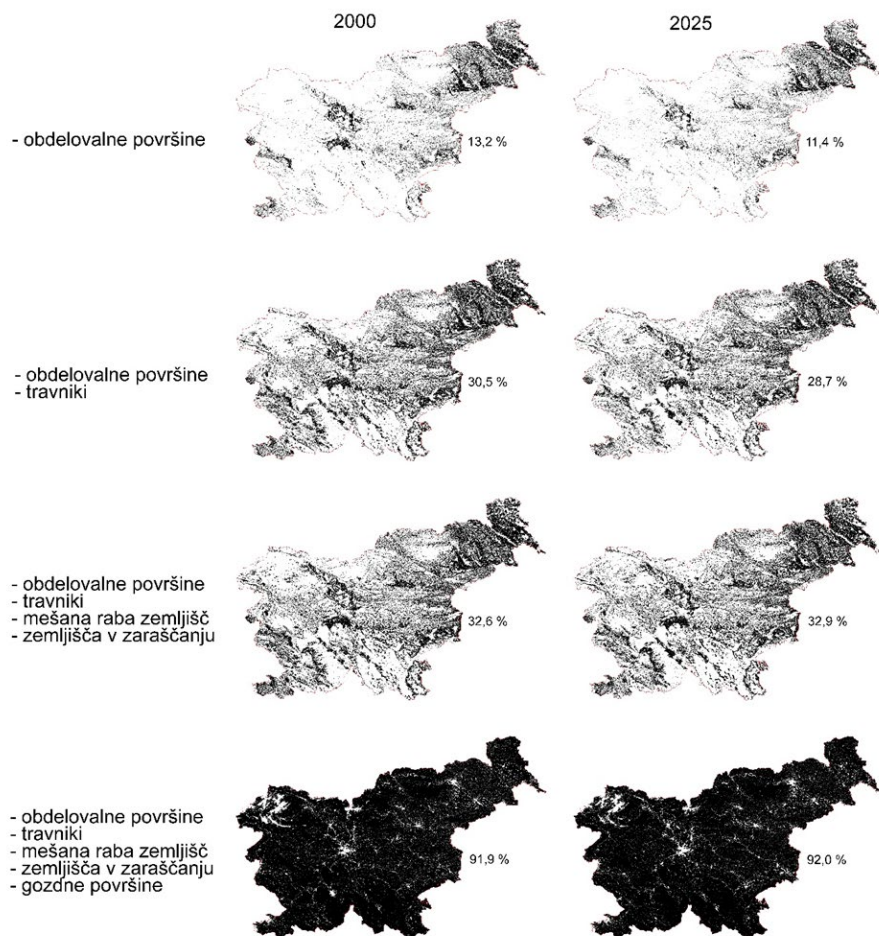 2000
2025
- obdelovalne površine
13,2 %
11,4 %
- obdelovalne površine
- travniki
30,5 %
28,7 %
- obdelovalne površine
- travniki
- mešana raba zemljišč
- zemljišča v zaraščanju
32,6 %
32,9 %
- obdelovalne površine
- travniki
- mešana raba zemljišč
- zemljišča v zaraščanju
- gozdne površine
91,9 %
92,0 %